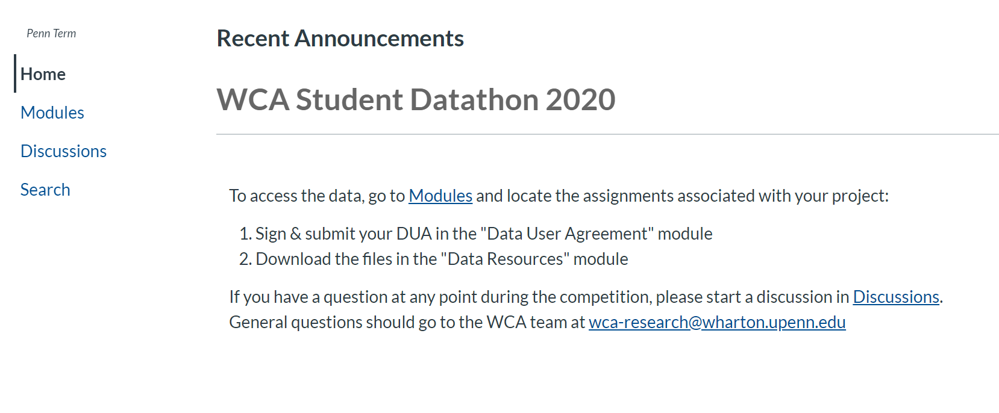 Penn Term
Home
Modules
Discussions
Search
Recent Announcements
WCA Student Datathon 2020
To access the data, go to Modules and locate the assignments associated with your project:
1. Sign & submit your DUA in the "Data User Agreement" module
2. Download the files in the "Data Resources" module
If you have a question at any point during the competition, please start a discussion in Discussions.
General questions should go to the WCA team at wca-research@wharton.upenn.edu